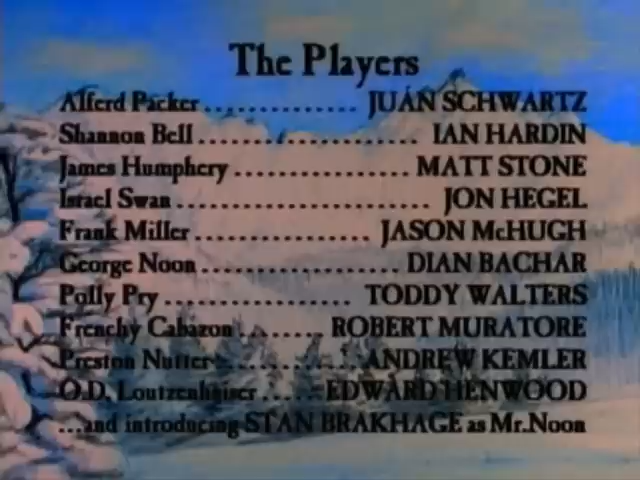 The Players
Alferd Packer.............. JUÁN SCHWARTZ
Shannon Bell.................... IAN HARDIN
James Humphery................ MATT STONE
Israel Swan....................... JON HEGEL
Frank Miller................ JASON McHUGH
George Noon.................. DIAN BACHAR
Polly Pry................. TODDY WALTERS
Frenchy Cabazon........ ROBERT MURATORE
Preston Nutter............. ANDREW KEMLER
O.D. Loutzenheiser...... EDWARD HENWOOD
...and introducing STAN BRAKHAGE as Mr.Noon